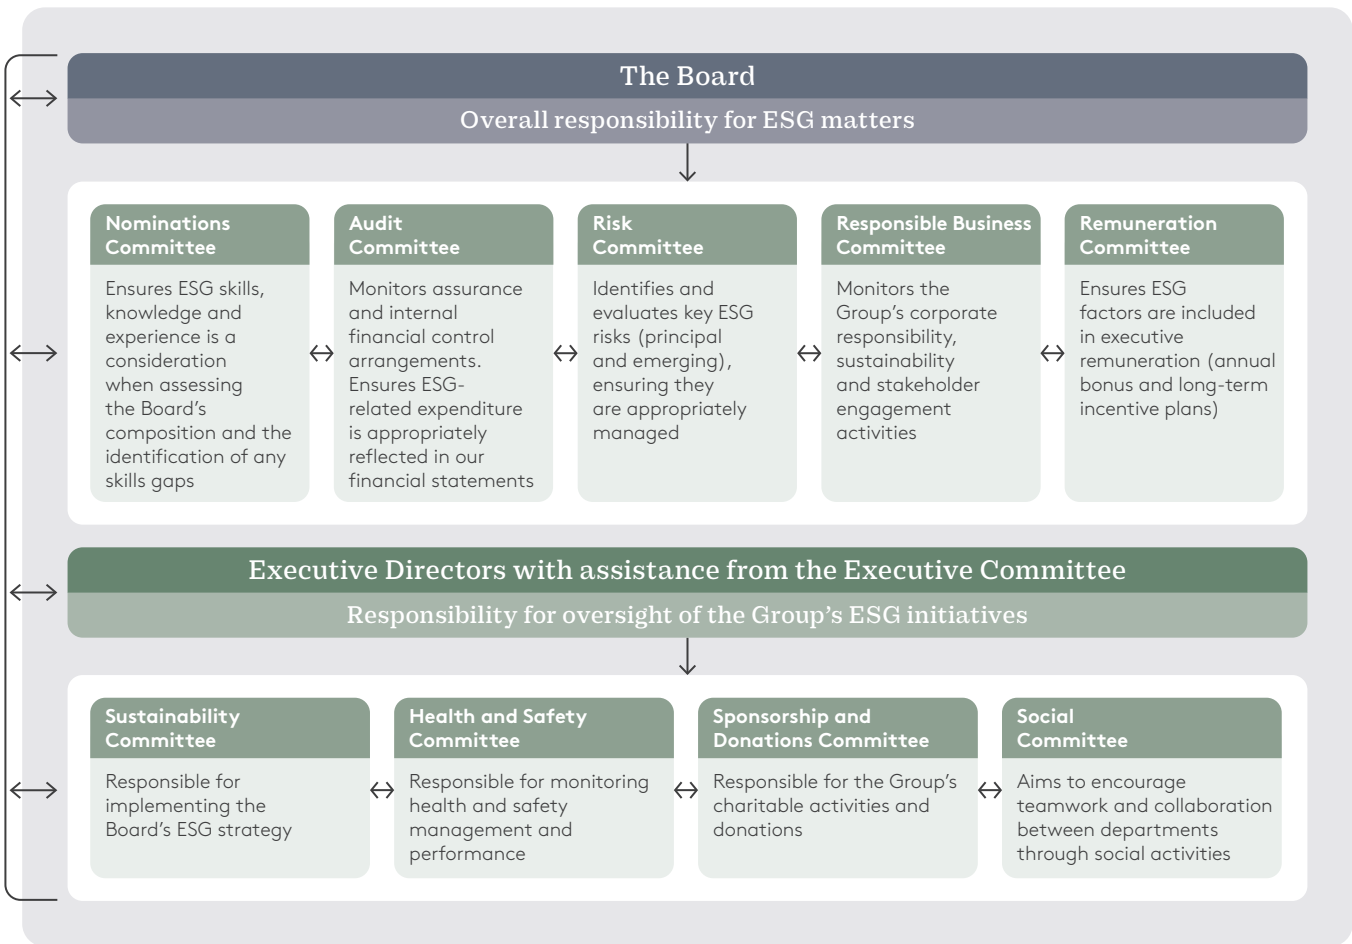 The Board
Overall responsibility for ESG matters
Nominations
Committee
Ensures ESG skills,
knowledge and
experience is a
consideration
when assessing
the Board’s
composition and the
identification of any
skills gaps
Audit
Committee
Monitors assurance
and internal
financial control
arrangements.
Ensures ESG-
related expenditure
is appropriately
reflected in our
financial statements
Risk
Committee
Identifies and
evaluates key ESG
risks (principal
and emerging),
ensuring they
are appropriately
managed
Responsible Business
Committee
Monitors the
Group’s corporate
responsibility,
sustainability
and stakeholder
engagement
activities
Remuneration
Committee
Ensures ESG
factors are included
in executive
remuneration (annual
bonus and long-term
incentive plans)
Executive Directors with assistance from the Executive Committee
Responsibility for oversight of the Group’s ESG initiatives
Sustainability
Committee
Responsible for
implementing the
Board’s ESG strategy
Health and Safety
Committee
Responsible for monitoring
health and safety
management and
performance
Sponsorship and
Donations Committee
Responsible for the Group’s
charitable activities and
donations
Social
Committee
Aims to encourage
teamwork and collaboration
between departments
through social activities